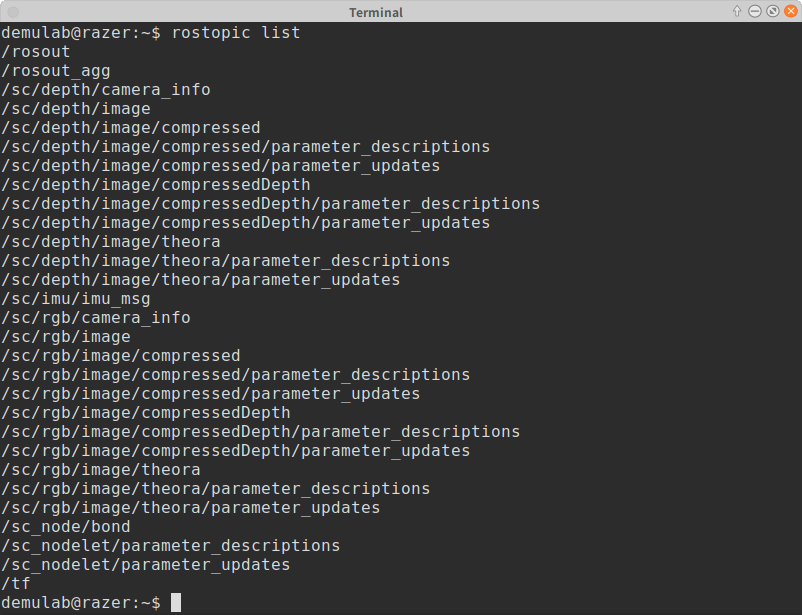 Terminal
demulab@razer:~$ rostopic list
/rosout
/rosout_agg
/sc/depth/camera_info
/sc/depth/image
/sc/depth/image/compressed
/sc/depth/image/compressed/parameter_descriptions
/sc/depth/image/compressed/parameter_updates
/sc/depth/image/compressedDepth
/sc/depth/image/compressedDepth/parameter_descriptions
/sc/depth/image/compressedDepth/parameter_updates
/sc/depth/image/theora
/sc/depth/image/theora/parameter_descriptions
/sc/depth/image/theora/parameter_updates
/sc/imu/imu_msg
/sc/rgb/camera_info
/sc/rgb/image
/sc/rgb/image/compressed
/sc/rgb/image/compressed/parameter_descriptions
/sc/rgb/image/compressed/parameter_updates
/sc/rgb/image/compressedDepth
/sc/rgb/image/compressedDepth/parameter_descriptions
/sc/rgb/image/compressedDepth/parameter_updates
/sc/rgb/image/theora
/sc/rgb/image/theora/parameter_descriptions
/sc/rgb/image/theora/parameter_updates
/sc_node/bond
/sc_nodelet/parameter_descriptions
/sc_nodelet/parameter_updates
/tf
demulab@razer:~$